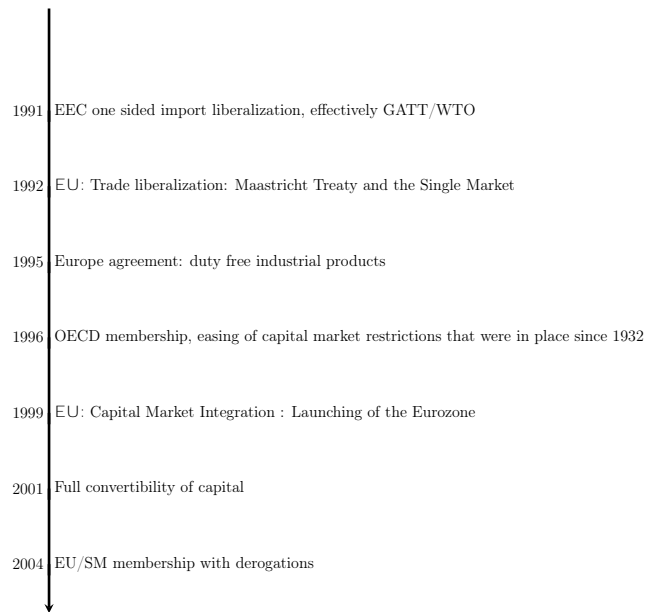 1991 EEC one sided import liberalization, effectively GATT/WTO
1992 EU: Trade liberalization: Maastricht Treaty and the Single Market
1995 Europe agreement: duty free industrial products
1996 OECD membership, easing of capital market restrictions that were in place since 1932
1999 EU: Capital Market Integration : Launching of the Eurozone
2001 Full convertibility of capital
2004 EU/SM membership with derogations